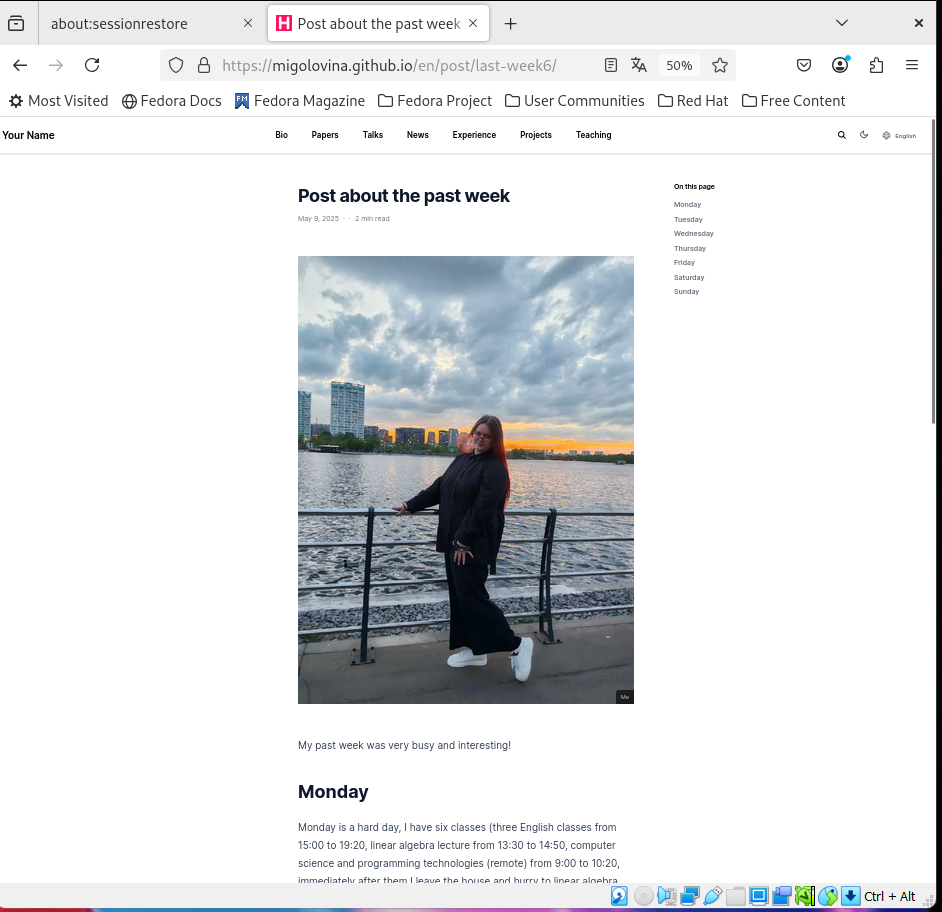 about:sessionrestore
Post about the past week
https://migolovina.github.io/en/post/last-week6/
50%
Most Visited
Fedora Docs
FM
Fedora Magazine
Fedora Project
User Communities
Red Hat
Free Content
Your Name
Bio
Papers
Talks
News
Experience
Projects
Teaching
English
Post about the past week
May 9, 2025 · · 2 min read
On this page
Monday
Tuesday
Wednesday
Thursday
Friday
Saturday
Sunday
Me
My past week was very busy and interesting!
Monday
Monday is a hard day, I have six classes (three English classes from
15:00 to 19:20, linear algebra lecture from 13:30 to 14:50, computer
science and programming technologies (remote) from 9:00 to 10:20,
immediately after them I leave the house and hurry to linear algebra
Ctrl + Alt